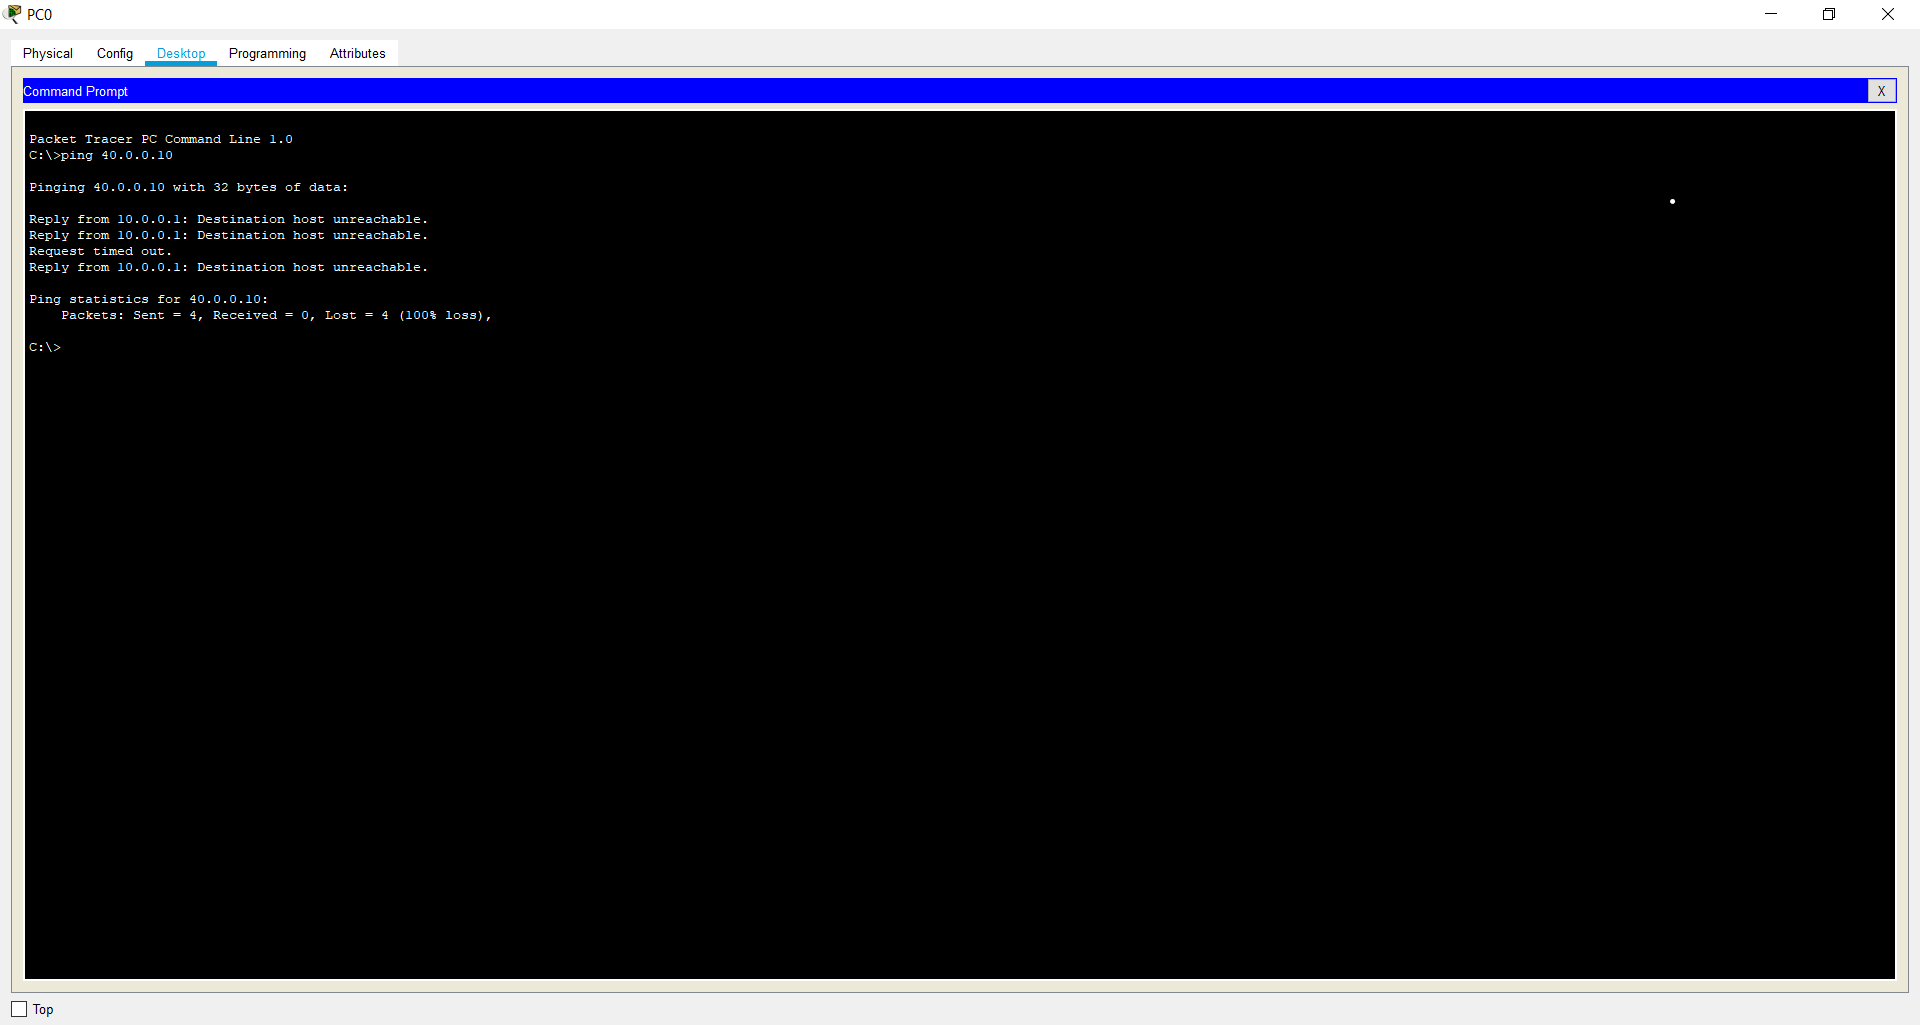 PC0
Physical Config Desktop Programming Attributes
Command Prompt X
Packet Tracer PC Command Line 1.0
C:\>ping 40.0.0.10
Pinging 40.0.0.10 with 32 bytes of data:
Reply from 10.0.0.1: Destination host unreachable.
Reply from 10.0.0.1: Destination host unreachable.
Request timed out.
Reply from 10.0.0.1: Destination host unreachable.
Ping statistics for 40.0.0.10:
    Packets: Sent = 4, Received = 0, Lost = 4 (100% loss),
C:\>
Top